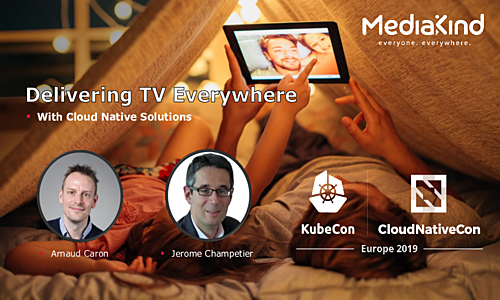 MediaKind
everyone. everywhere.
Delivering TV Everywhere
With Cloud Native Solutions
Arnaud Caron
Jerome Champetier
KubeCon
CloudNativeCon
Europe 2019